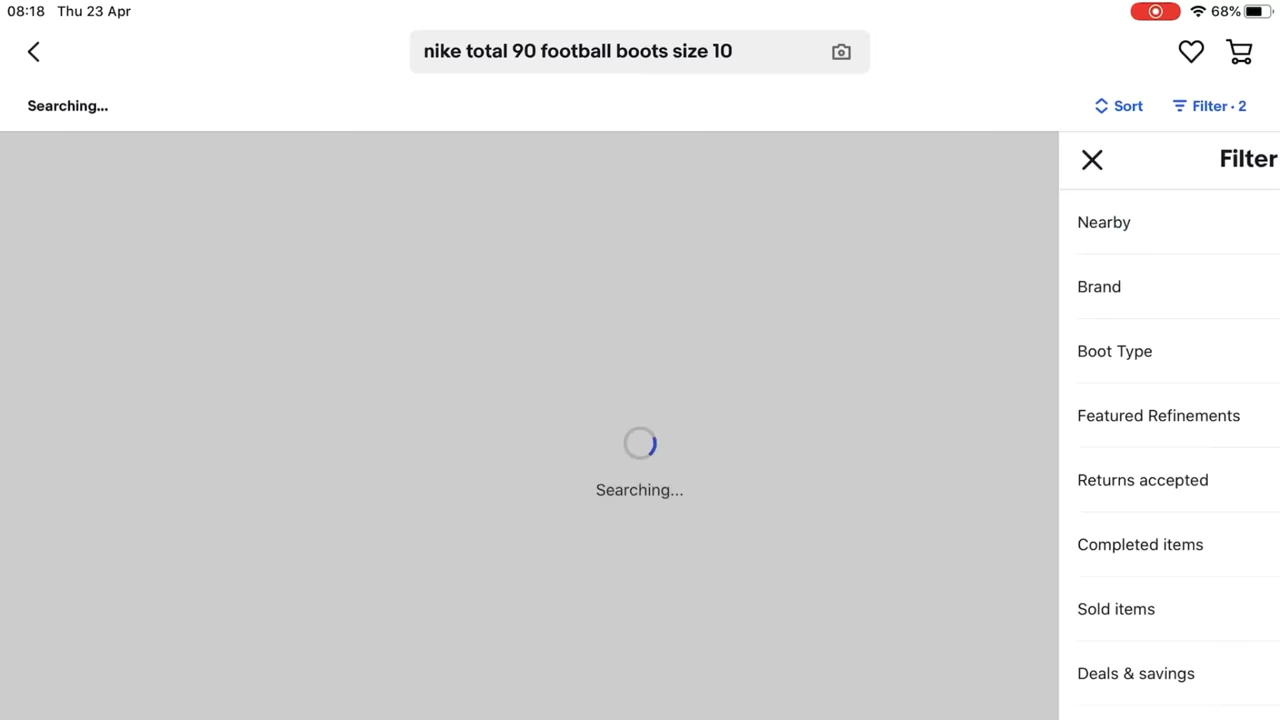 08:18 Thu 23 Apr 68%
nike total 90 football boots size 10
Searching...
Sort Filter · 2
Filter
Nearby
Brand
Boot Type
Featured Refinements
Returns accepted
Completed items
Sold items
Deals & savings
Searching...